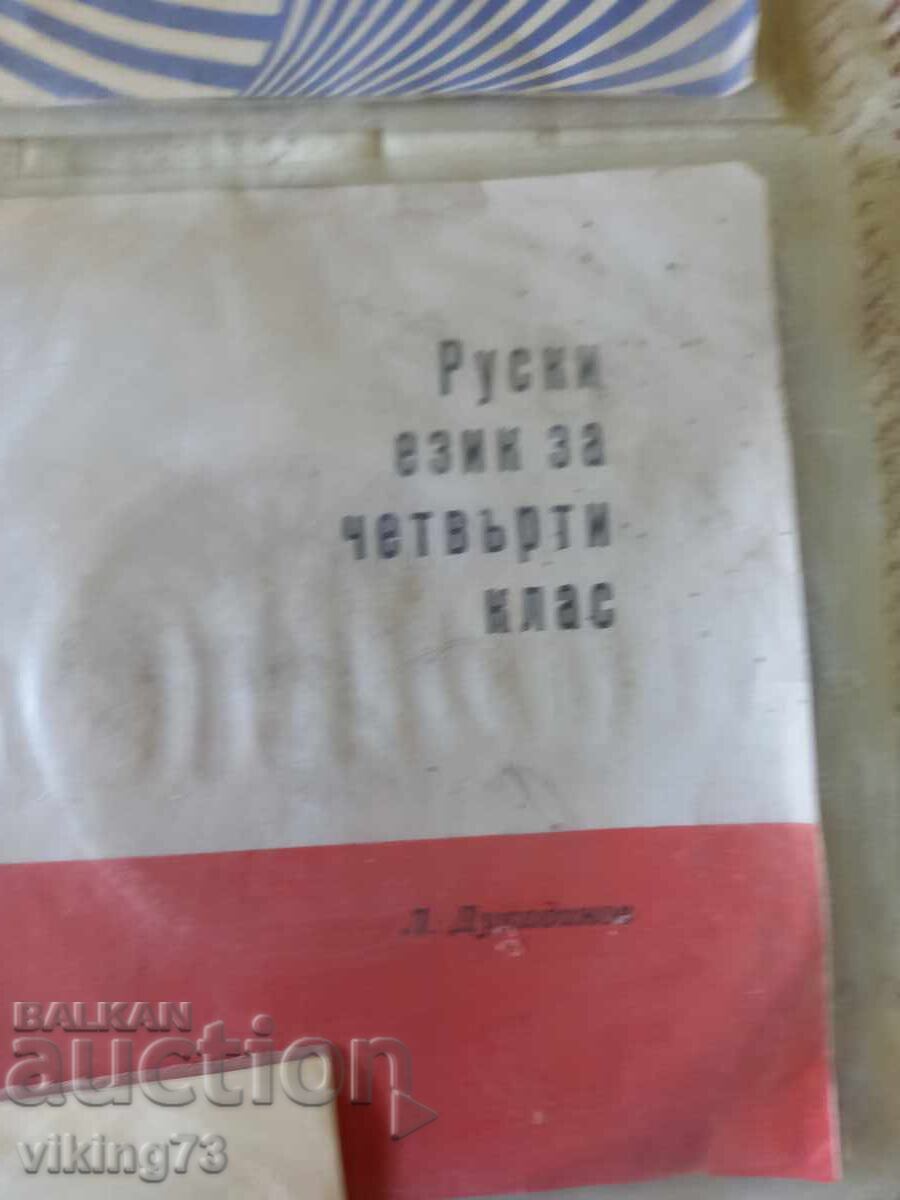 Руски
език за
четвърти
клас
Л.
BALKAN
auction
viking73